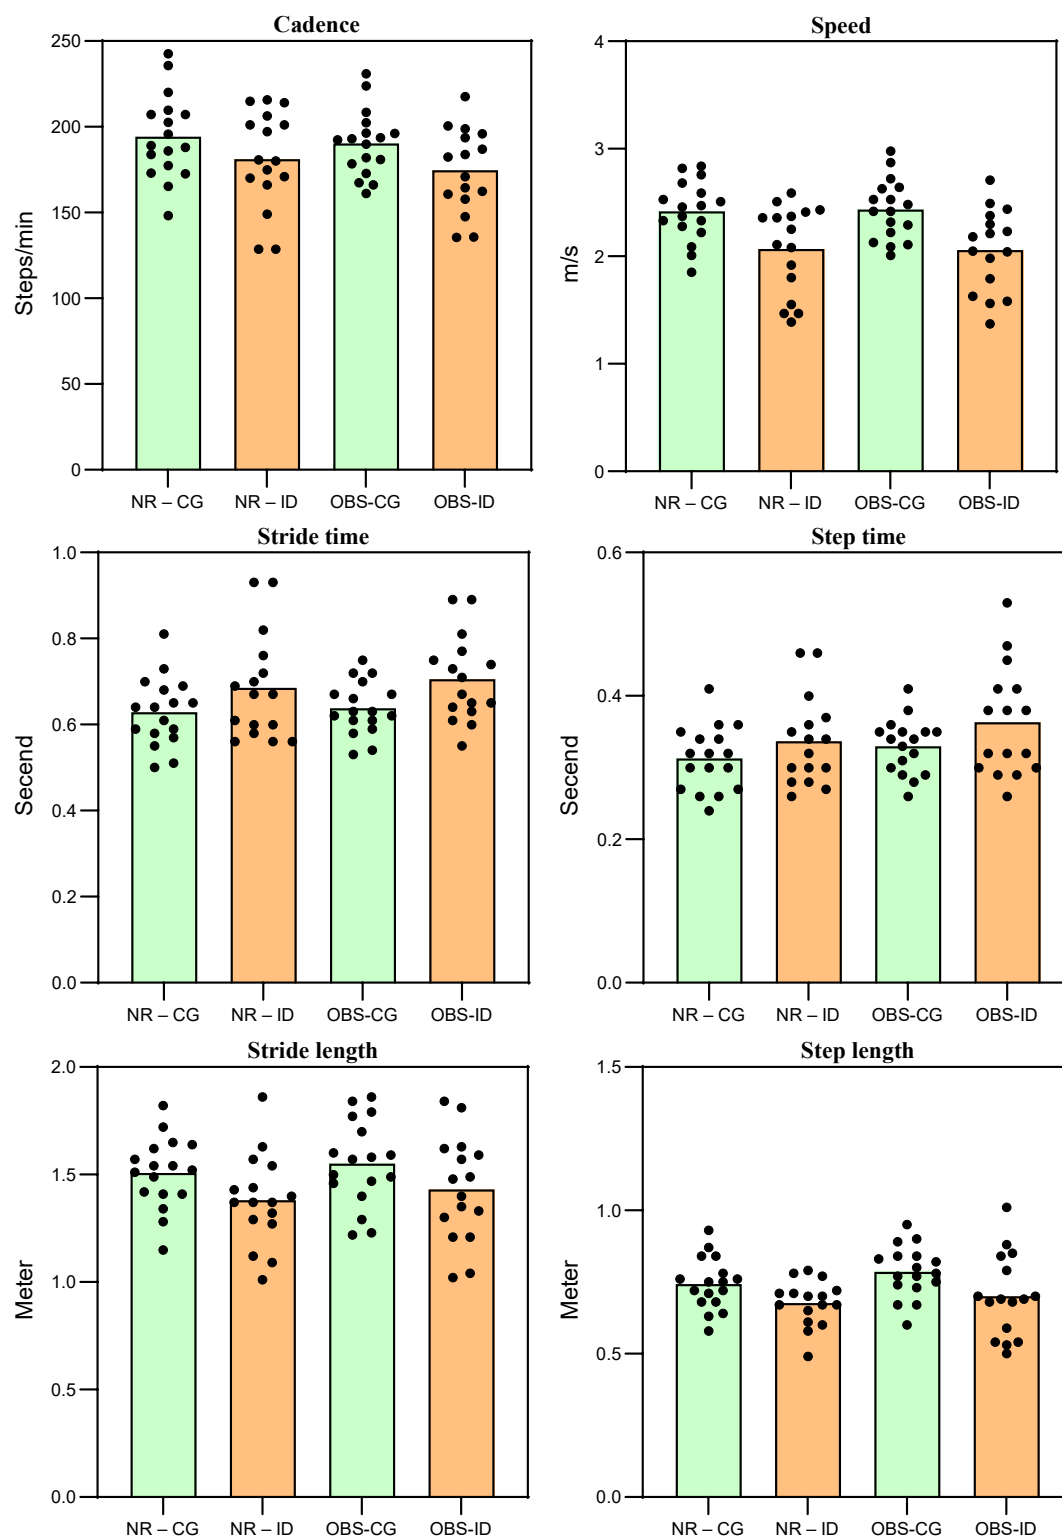 Cadence
Speed
250
200
150
100
50
0
Steps/min
NR – CG NR – ID OBS-CG OBS-ID
4
3
2
1
0
m/s
NR – CG NR – ID OBS-CG OBS-ID
Stride time
Step time
1.0
0.8
0.6
0.4
0.2
0.0
Secend
NR – CG NR – ID OBS-CG OBS-ID
0.6
0.4
0.2
0.0
Secend
NR – CG NR – ID OBS-CG OBS-ID
Stride length
Step length
2.0
1.5
1.0
0.5
0.0
Meter
NR – CG NR – ID OBS-CG OBS-ID
1.5
1.0
0.5
0.0
Meter
NR – CG NR – ID OBS-CG OBS-ID